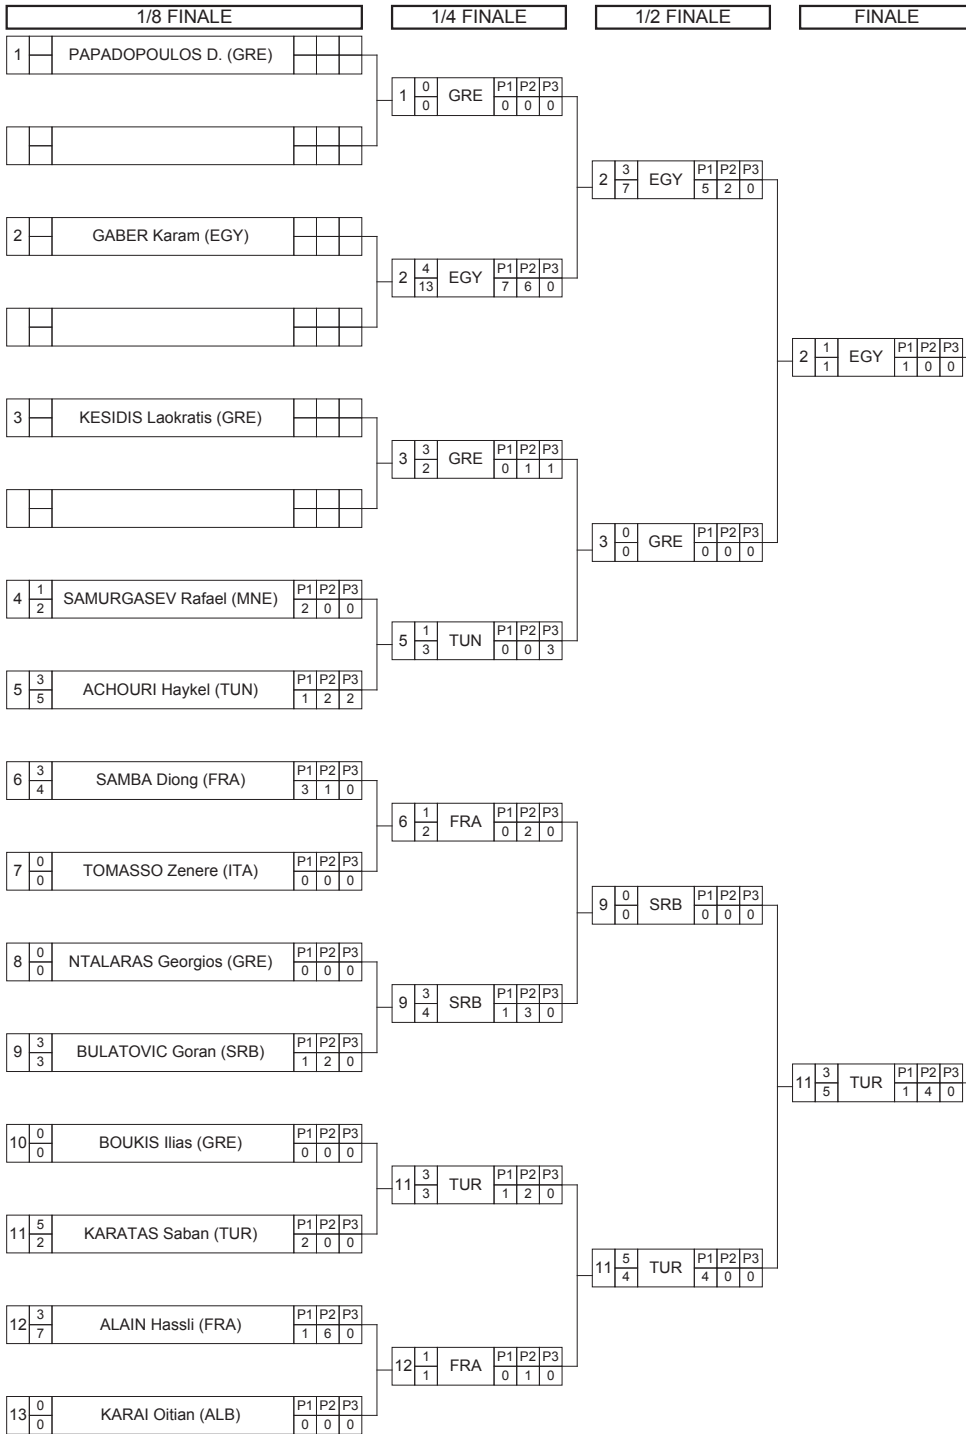 1/8 FINALE 1/4 FINALE 1/2 FINALE FINALE
1 PAPADOPOULOS D. (GRE)
1 0 GRE P1 P2 P3
0 0 0 0
2 3 EGY P1 P2 P3
7 5 2 0
2 GABER Karam (EGY)
2 4 EGY P1 P2 P3
13 7 6 0
2 1 EGY P1 P2 P3
1 1 0 0
3 KESIDIS Laokratis (GRE)
3 3 GRE P1 P2 P3
2 0 1 1
3 0 GRE P1 P2 P3
0 0 0 0
4 1 SAMURGASEV Rafael (MNE) P1 P2 P3
2 2 0 0
5 1 TUN P1 P2 P3
3 0 0 3
5 3 ACHOURI Haykel (TUN) P1 P2 P3
5 1 2 2
6 3 SAMBA Diong (FRA) P1 P2 P3
4 3 1 0
6 1 FRA P1 P2 P3
2 0 2 0
7 0 TOMASSO Zenere (ITA) P1 P2 P3
0 0 0 0
9 0 SRB P1 P2 P3
0 0 0 0
8 0 NTALARAS Georgios (GRE) P1 P2 P3
0 0 0 0
9 3 SRB P1 P2 P3
4 1 3 0
9 3 BULATOVIC Goran (SRB) P1 P2 P3
3 1 2 0
11 3 TUR P1 P2 P3
5 1 4 0
10 0 BOUKIS Ilias (GRE) P1 P2 P3
0 0 0 0
11 3 TUR P1 P2 P3
3 1 2 0
11 5 KARATAS Saban (TUR) P1 P2 P3
2 2 0 0
11 5 TUR P1 P2 P3
4 4 0 0
12 3 ALAIN Hassli (FRA) P1 P2 P3
7 1 6 0
12 1 FRA P1 P2 P3
1 0 1 0
13 0 KARAI Oitian (ALB) P1 P2 P3
0 0 0 0